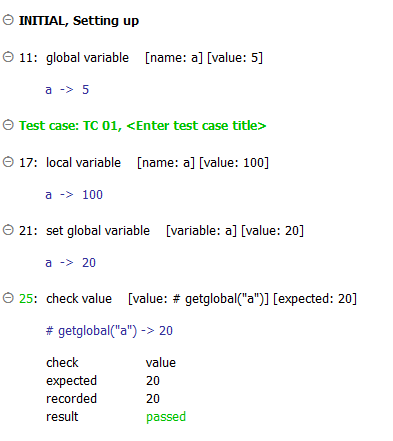 INITIAL, Setting up
11: global variable [name: a] [value: 5]
a -> 5
Test case: TC 01, <Enter test case title>
17: local variable [name: a] [value: 100]
a -> 100
21: set global variable [variable: a] [value: 20]
a -> 20
25: check value [value: # getglobal("a")] [expected: 20]
# getglobal("a") -> 20
check value
expected 20
recorded 20
result passed